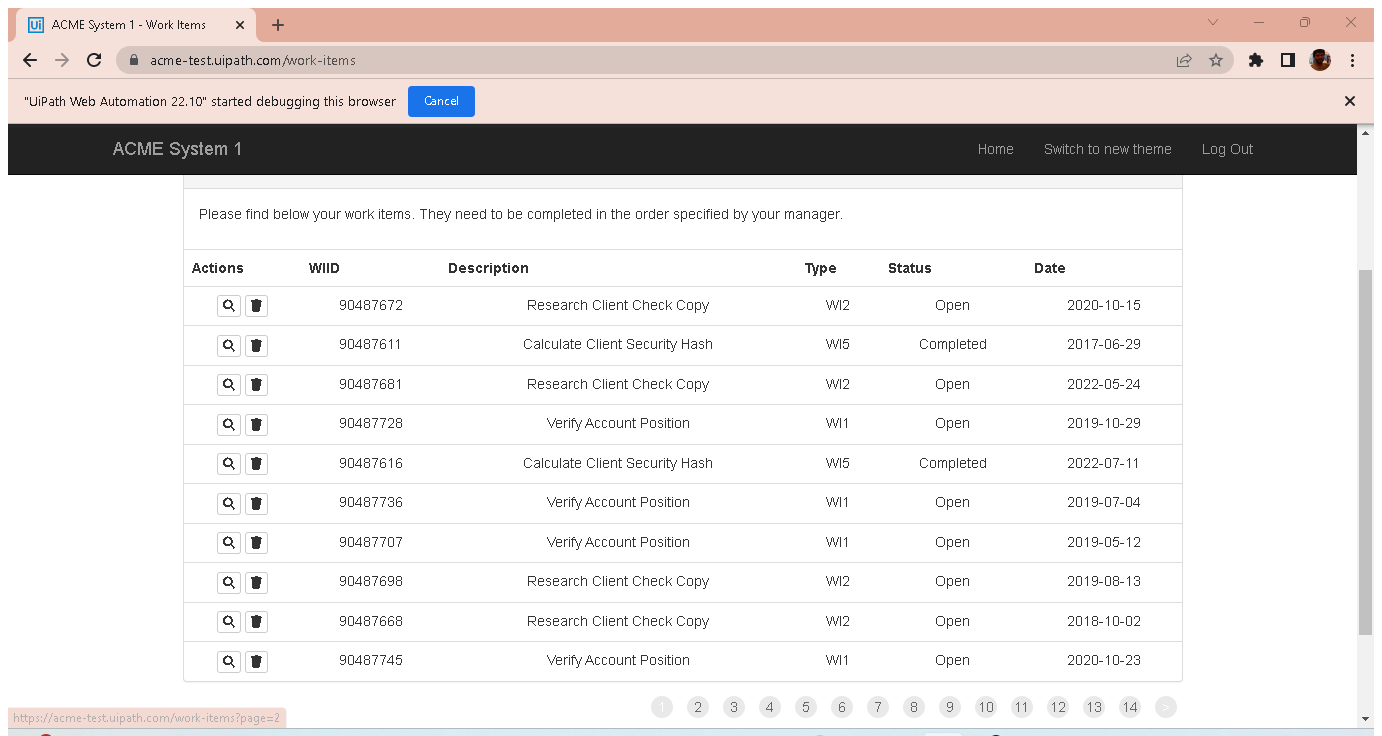 ACME System 1 - Work Items
acme-test.uipath.com/work-items
"UiPath Web Automation 22.10" started debugging this browser Cancel
ACME System 1 Home Switch to new theme Log Out
Please find below your work items. They need to be completed in the order specified by your manager.
Actions WIID Description Type Status Date
90487672 Research Client Check Copy WI2 Open 2020-10-15
90487611 Calculate Client Security Hash WI5 Completed 2017-06-29
90487681 Research Client Check Copy WI2 Open 2022-05-24
90487728 Verify Account Position WI1 Open 2019-10-29
90487616 Calculate Client Security Hash WI5 Completed 2022-07-11
90487736 Verify Account Position WI1 Open 2019-07-04
90487707 Verify Account Position WI1 Open 2019-05-12
90487698 Research Client Check Copy WI2 Open 2019-08-13
90487668 Research Client Check Copy WI2 Open 2018-10-02
90487745 Verify Account Position WI1 Open 2020-10-23
1 2 3 4 5 6 7 8 9 10 11 12 13 14 >
https://acme-test.uipath.com/work-items?page=2